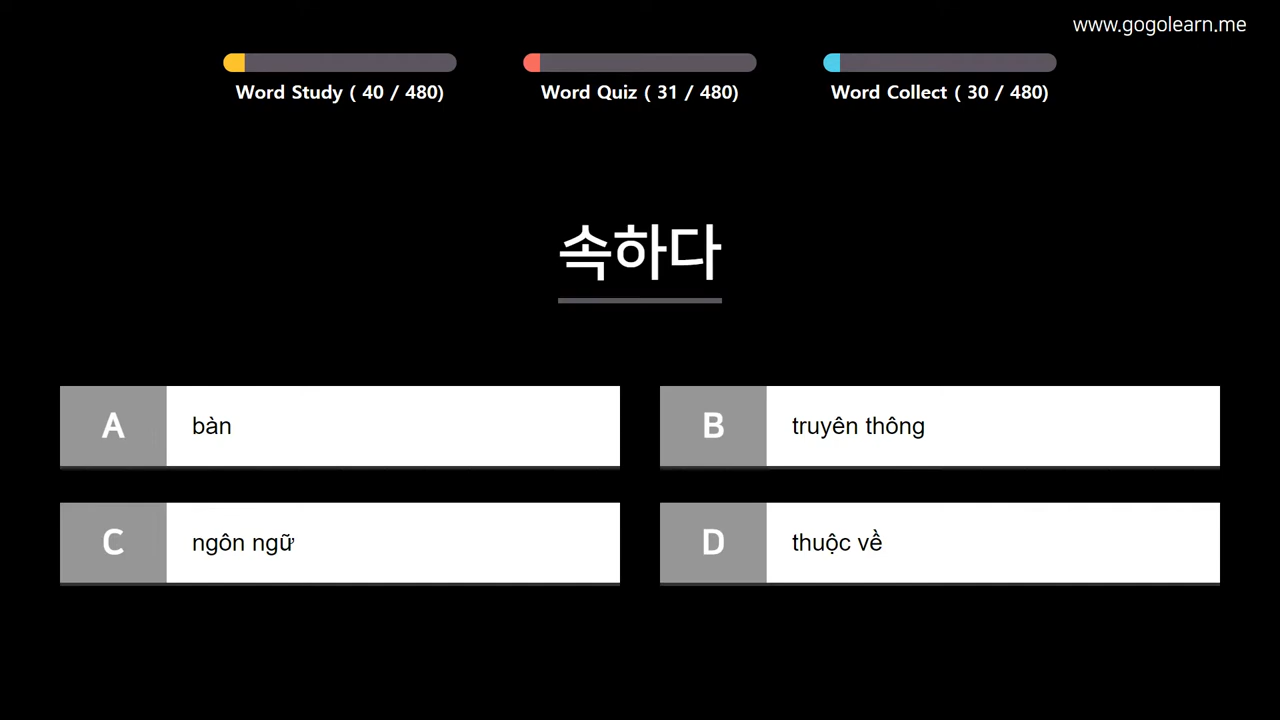 www.gogolearn.me
Word Study ( 40 / 480)
Word Quiz ( 31 / 480)
Word Collect ( 30 / 480)
속하다
A bàn
B truyên thông
C ngôn ngữ
D thuộc về